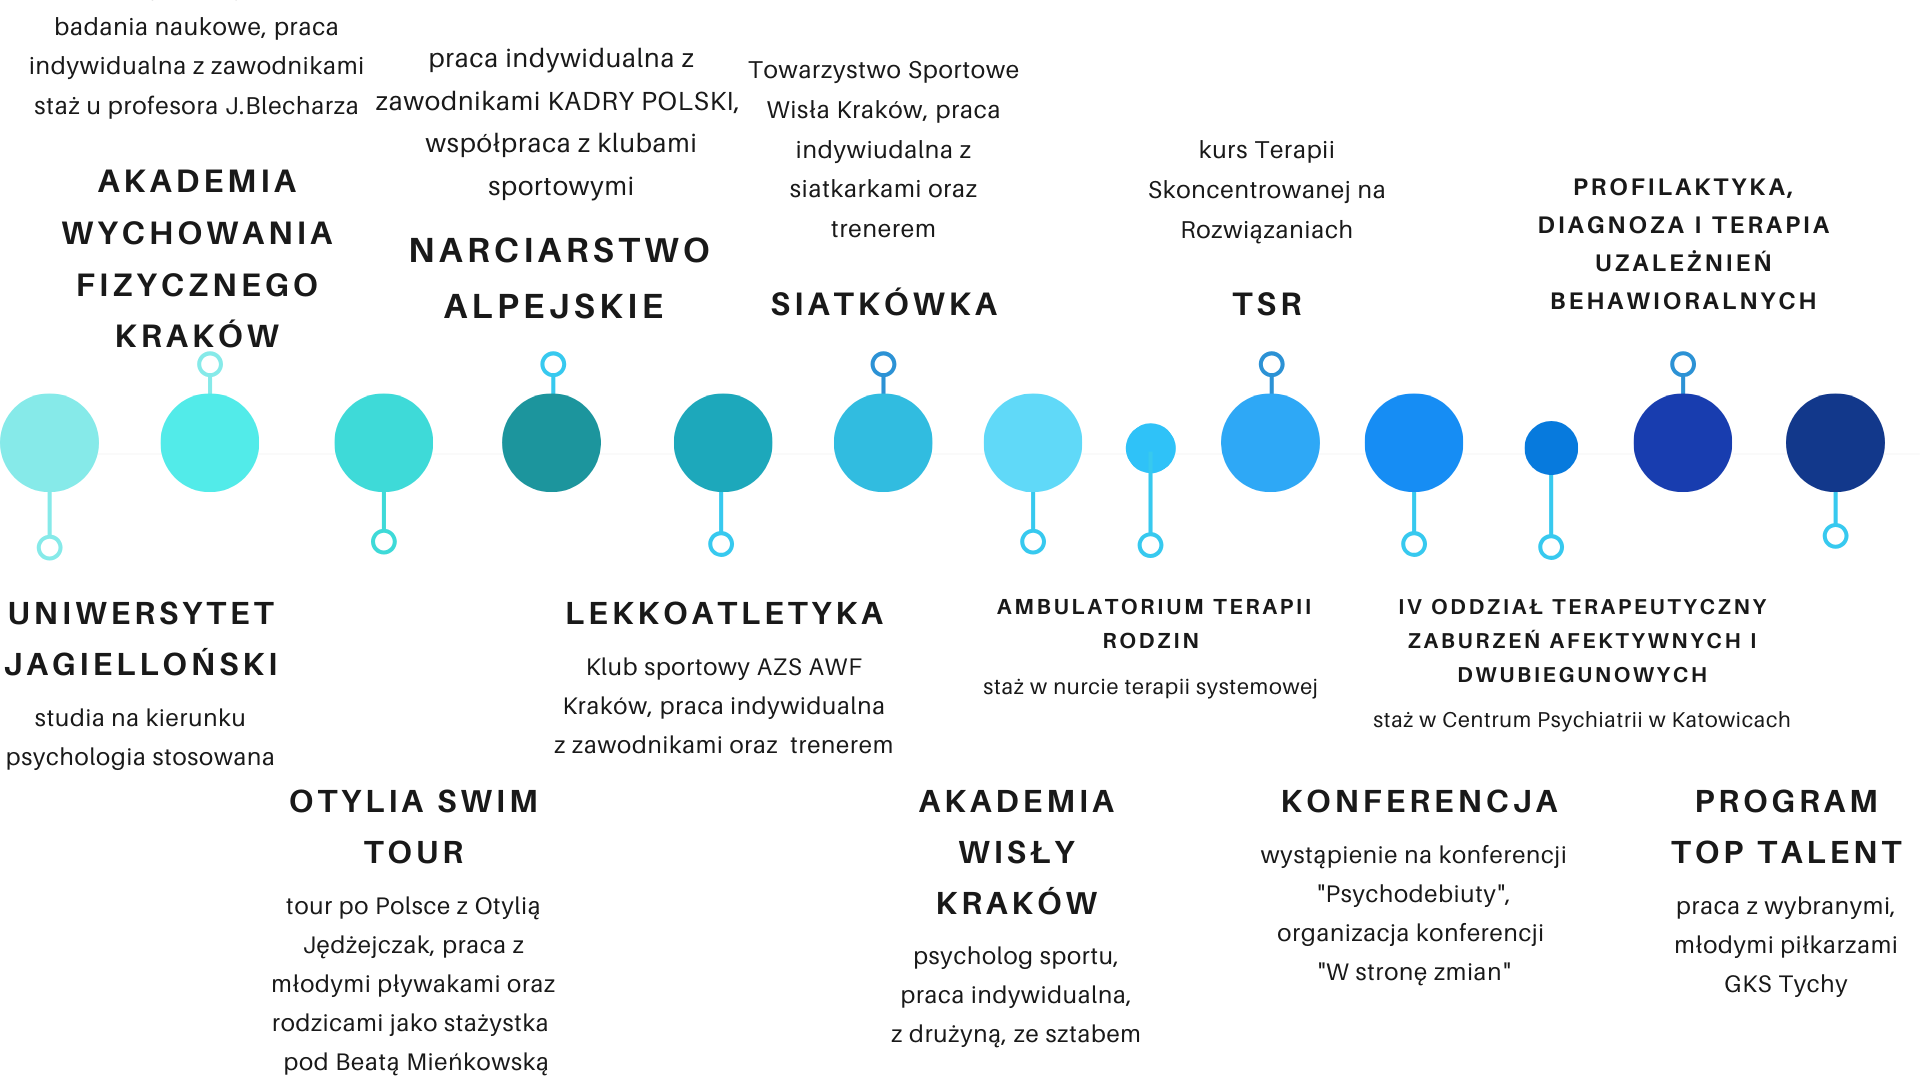 badania naukowe, praca
indywidualna z zawodnikami
staż u profesora J.Blecharza
AKADEMIA
WYCHOWANIA
FIZYCZNEGO
KRAKÓW
praca indywidualna z
zawodnikami KADRY POLSKI,
współpraca z klubami
sportowymi
NARCIARSTWO
ALPEJSKIE
Towarzystwo Sportowe
Wisła Kraków, praca
indywiudalna z
siatkarkami oraz
trenerem
SIATKÓWKA
kurs Terapii
Skoncentrowanej na
Rozwiązaniach
TSR
PROFILAKTYKA,
DIAGNOZA I TERAPIA
UZALEŻNIEŃ
BEHAWIORALNYCH
UNIWERSYTET
JAGIELLOŃSKI
studia na kierunku
psychologia stosowana
OTYLIA SWIM
TOUR
tour po Polsce z Otylią
Jędżejczak, praca z
młodymi pływakami oraz
rodzicami jako stażystka
pod Beatą Mieńkowską
LEKKOATLETYKA
Klub sportowy AZS AWF
Kraków, praca indywidualna
z zawodnikami oraz trenerem
AKADEMIA
WISŁY
KRAKÓW
psycholog sportu,
praca indywidualna,
z drużyną, ze sztabem
AMBULATORIUM TERAPII
RODZIN
staż w nurcie terapii systemowej
KONFERENCJA
wystąpienie na konferencji
"Psychodebiuty",
organizacja konferencji
"W stronę zmian"
IV ODDZIAŁ TERAPEUTYCZNY
ZABURZEŃ AFEKTYWNYCH I
DWUBIEGUNOWYCH
staż w Centrum Psychiatrii w Katowicach
PROGRAM
TOP TALENT
praca z wybranymi,
młodymi piłkarzami
GKS Tychy